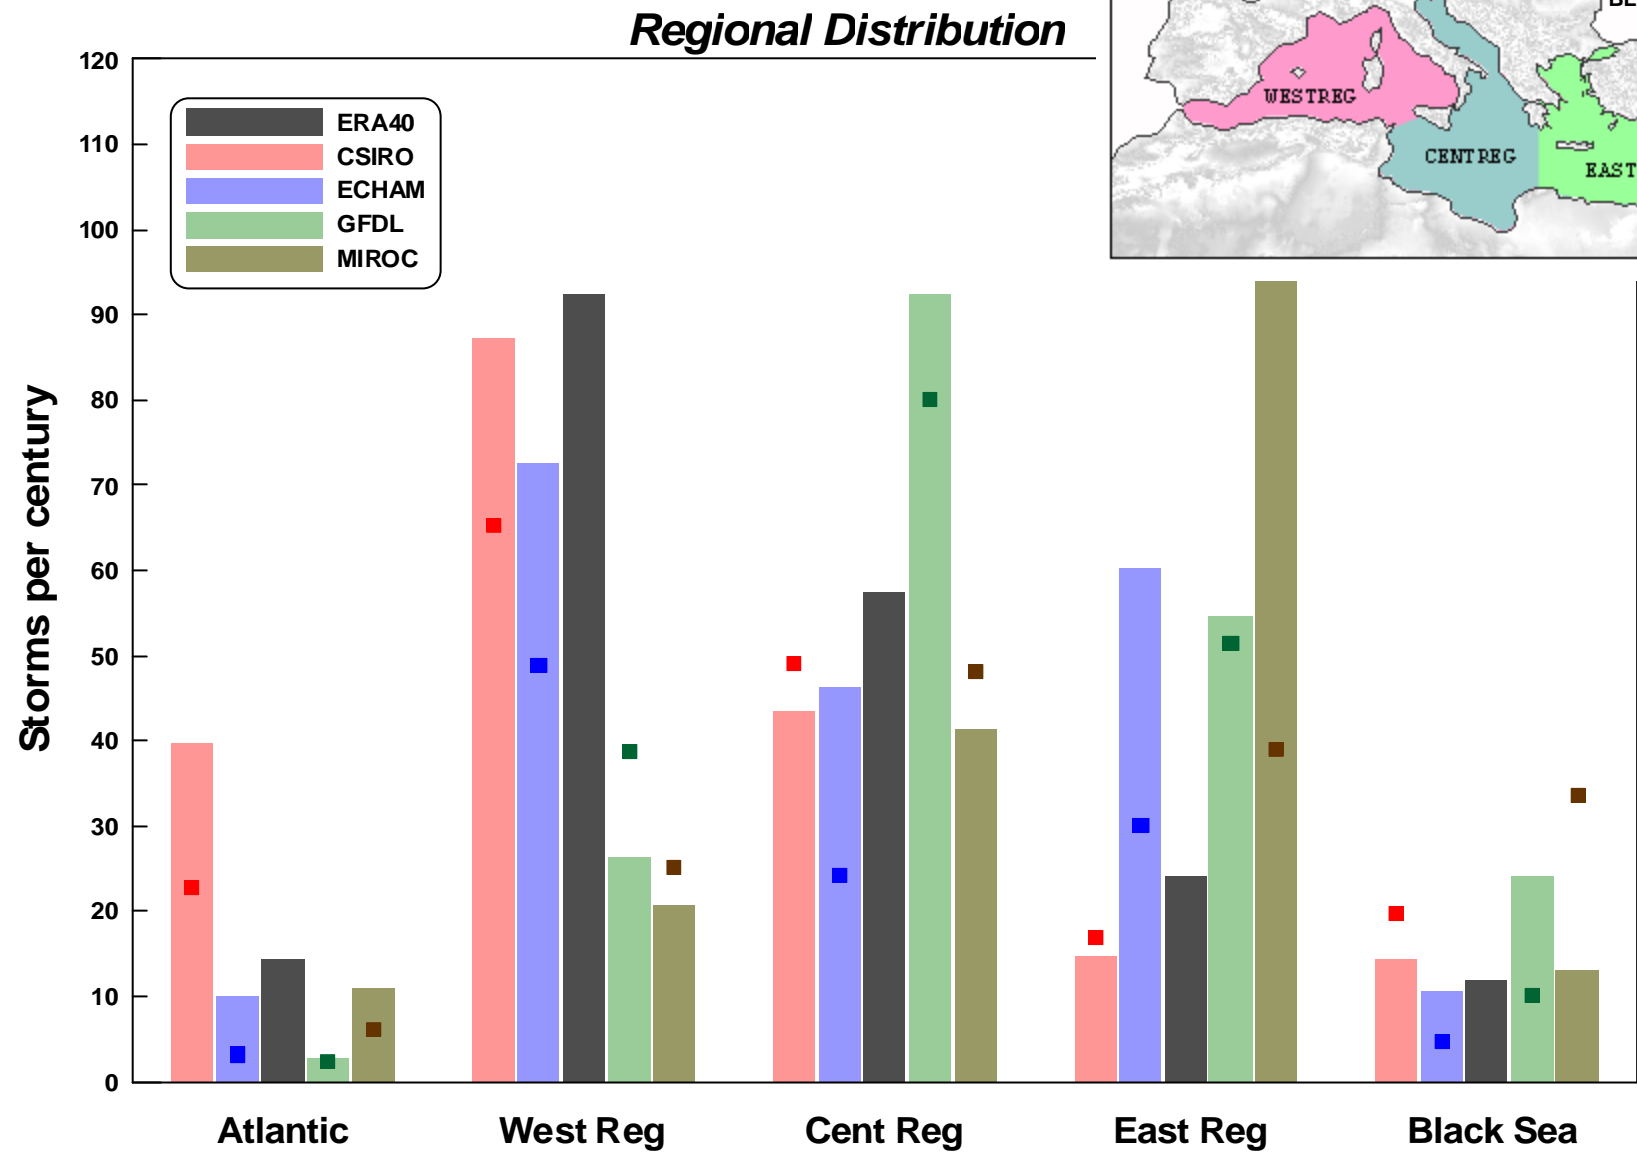 Regional Distribution
120
110
100
90
80
70
60
50
40
30
20
10
0
Storms per century
ERA40
CSIRO
ECHAM
GFDL
MIROC
WESTREG
CENTREG
EAST
Atlantic
West Reg
Cent Reg
East Reg
Black Sea